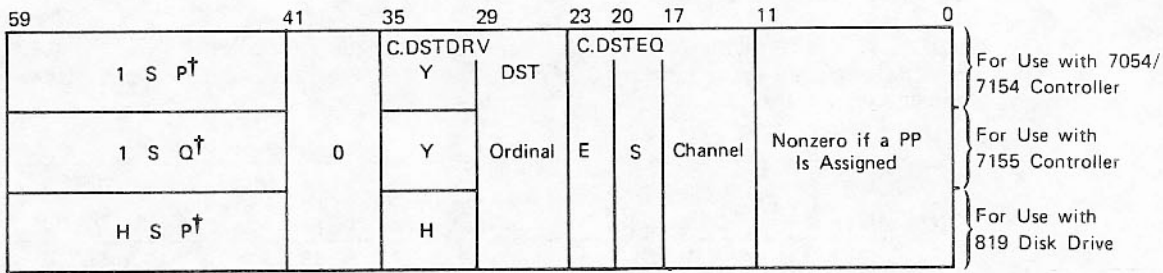 59 41 35 29 23 20 17 11 0
C.DSTDRV C.DSTEQ
1 S P† Y DST
For Use with 7054/
7154 Controller
1 S Q† 0 Y Ordinal E S Channel
Nonzero if a PP
Is Assigned
For Use with
7155 Controller
H S P† H
For Use with
819 Disk Drive